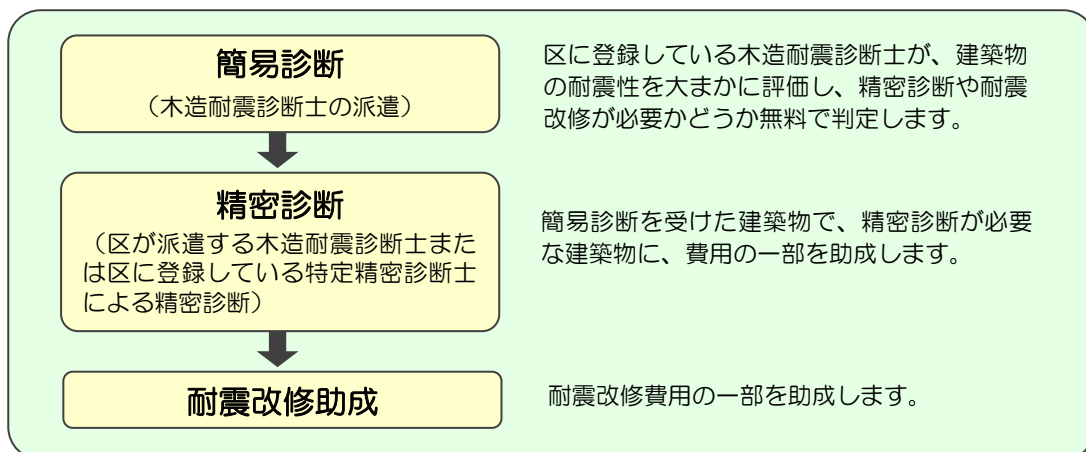 簡易診断
（木造耐震診断士の派遣）
区に登録している木造耐震診断士が、建築物
の耐震性を大まかに評価し、精密診断や耐震
改修が必要かどうか無料で判定します。
精密診断
（区が派遣する木造耐震診断士また
は区に登録している特定精密診断士
による精密診断）
簡易診断を受けた建築物で、精密診断が必要
な建築物に、費用の一部を助成します。
耐震改修助成
耐震改修費用の一部を助成します。